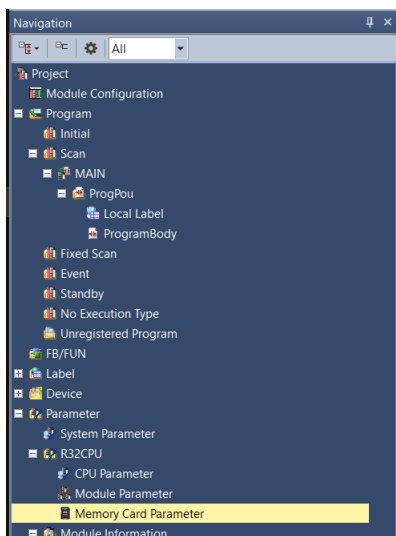 Navigation
All
Project
Module Configuration
Program
Initial
Scan
MAIN
ProgPou
Local Label
ProgramBody
Fixed Scan
Event
Standby
No Execution Type
Unregistered Program
FB/FUN
Label
Device
Parameter
System Parameter
R32CPU
CPU Parameter
Module Parameter
Memory Card Parameter
Module Information